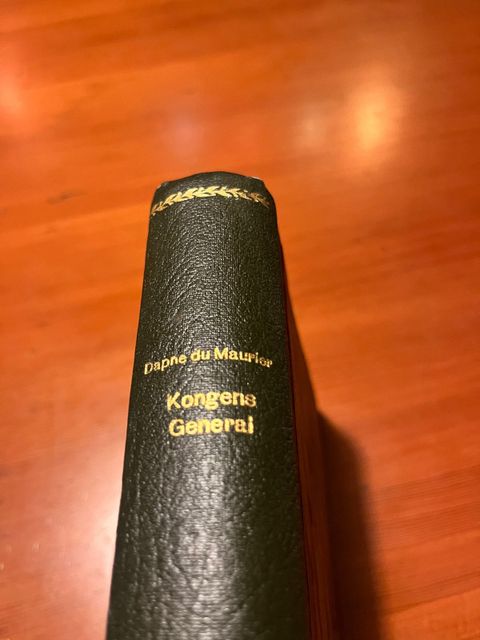 Dapne du Maurier
Kongens
General